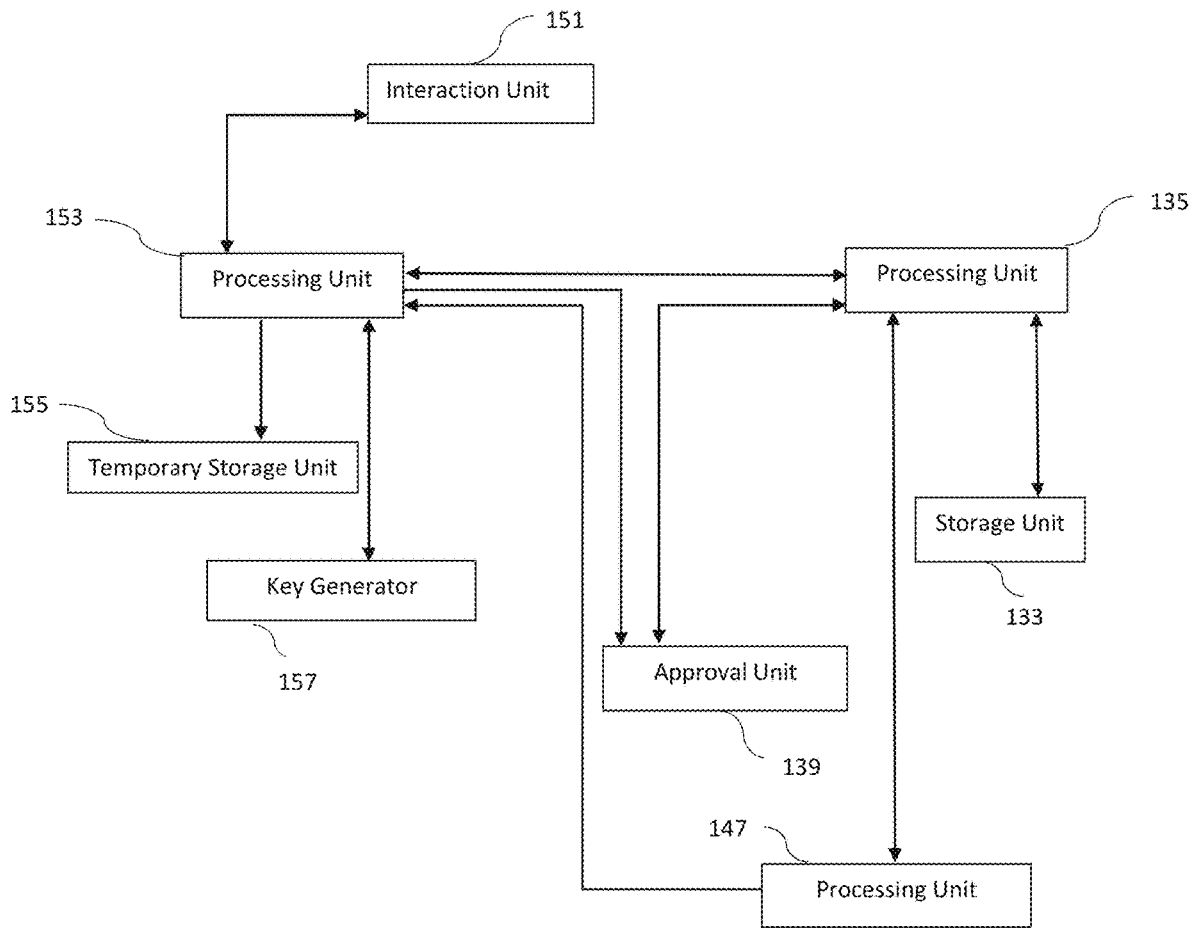 151
Interaction Unit
153
135
Processing Unit
Processing Unit
155
Temporary Storage Unit
Storage Unit
Key Generator
133
157
Approval Unit
139
147
Processing Unit